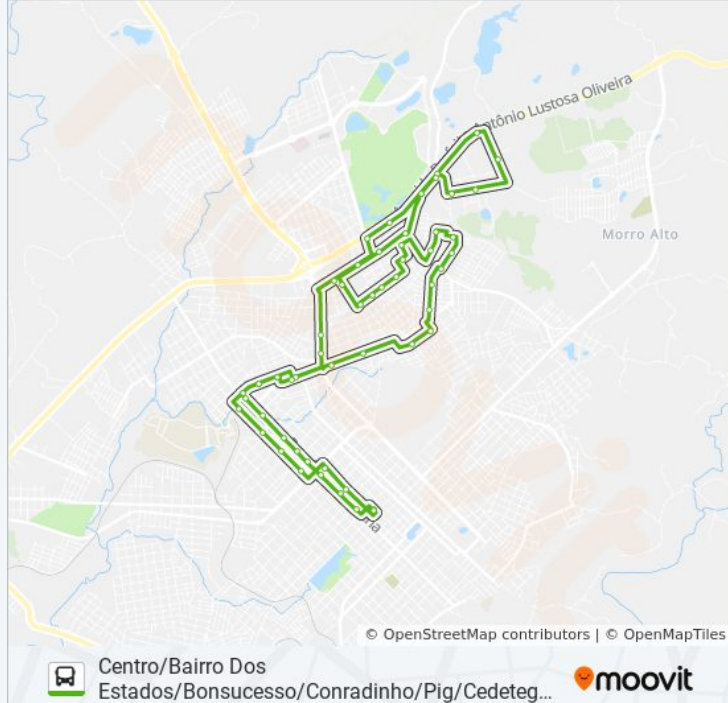 Antônio Lustosa Oliveira
Morro Alto
© OpenStreetMap contributors | © OpenMapTiles
Centro/Bairro Dos
Estados/Bonsucesso/Conradinho/Pig/Cedeteg...
moovit